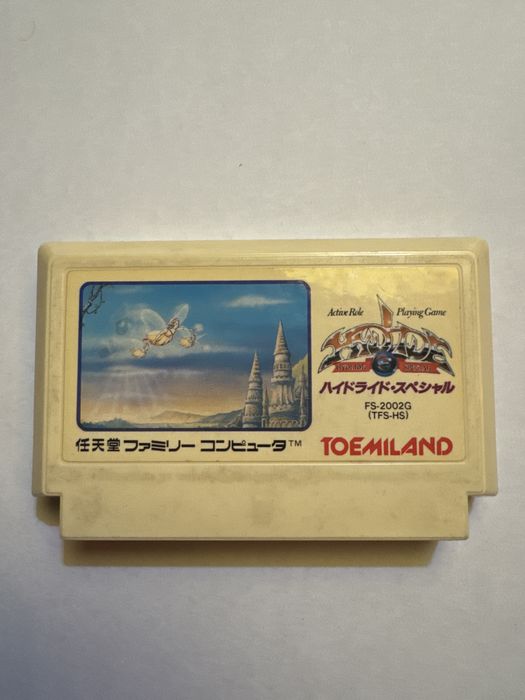 Active Role Playing Game
HYDLIDE
SPECIAL
ハイドライド・スペシャル
FS-2002G
(TFS-HS)
任天堂 ファミリー コンピュータ™
TOEMILAND